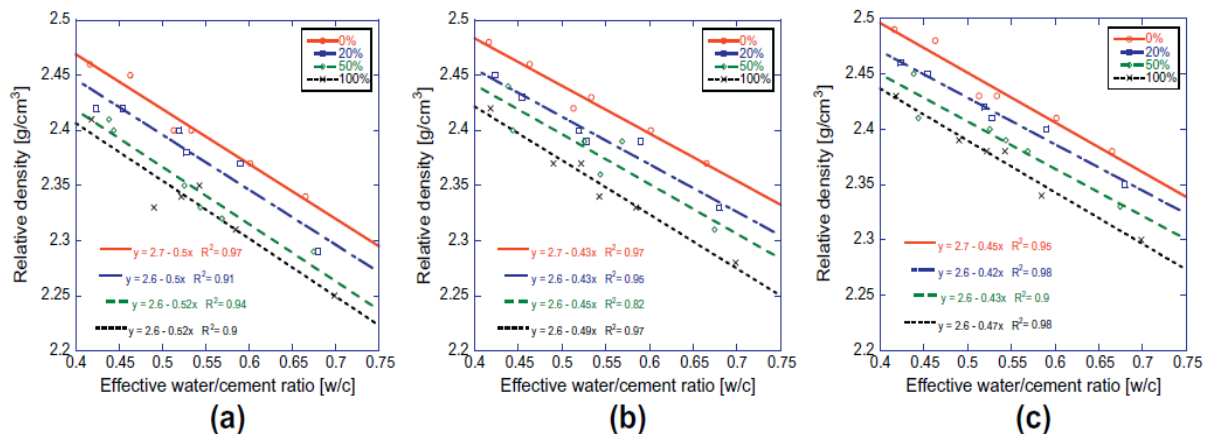 2.5
2.45
2.4
2.35
2.3
2.25
2.2
Relative density [g/cm³]
0%
20%
50%
100%
y = 2.7 - 0.5x R²= 0.97
y = 2.6 - 0.5x R²= 0.91
y = 2.6 - 0.52x R²= 0.94
y = 2.6 - 0.52x R²= 0.9
0.4 0.45 0.5 0.55 0.6 0.65 0.7 0.75
Effective water/cement ratio [w/c]
(a)
2.5
2.45
2.4
2.35
2.3
2.25
2.2
Relative density [g/cm³]
0%
20%
50%
100%
y = 2.7 - 0.43x R²= 0.97
y = 2.6 - 0.43x R²= 0.95
y = 2.6 - 0.45x R²= 0.82
y = 2.6 - 0.49x R²= 0.97
0.4 0.45 0.5 0.55 0.6 0.65 0.7 0.75
Effective water/cement ratio [w/c]
(b)
2.5
2.45
2.4
2.35
2.3
2.25
2.2
Relative density [g/cm³]
0%
20%
50%
100%
y = 2.7 - 0.45x R²= 0.95
y = 2.6 - 0.42x R²= 0.98
y = 2.6 - 0.43x R²= 0.9
y = 2.6 - 0.47x R²= 0.98
0.4 0.45 0.5 0.55 0.6 0.65 0.7 0.75
Effective water/cement ratio [w/c]
(c)